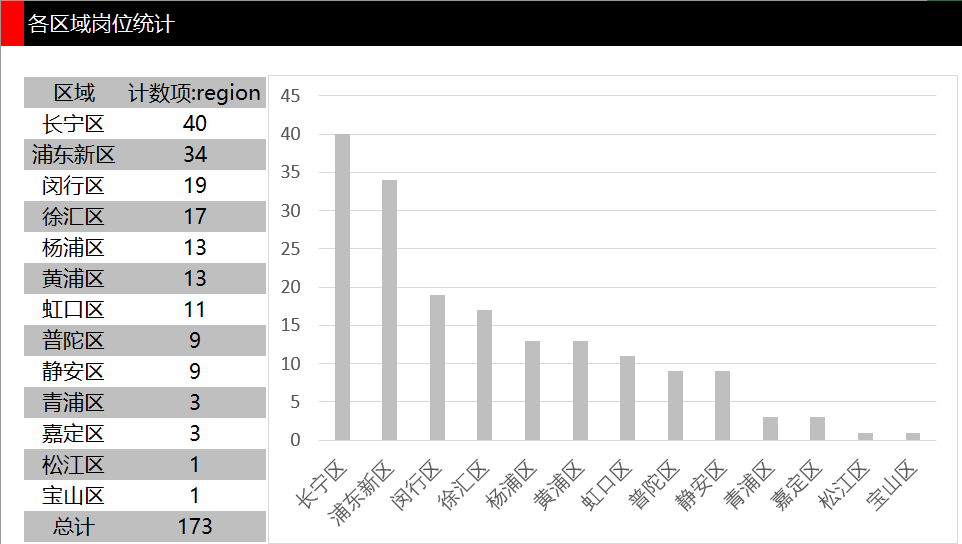 各区域岗位统计
区域 计数项:region
长宁区 40
浦东新区 34
闵行区 19
徐汇区 17
杨浦区 13
黄浦区 13
虹口区 11
普陀区 9
静安区 9
青浦区 3
嘉定区 3
松江区 1
宝山区 1
总计 173
45
40
35
30
25
20
15
10
5
0
长宁区
浦东新区
闵行区
徐汇区
杨浦区
黄浦区
虹口区
普陀区
静安区
青浦区
嘉定区
松江区
宝山区